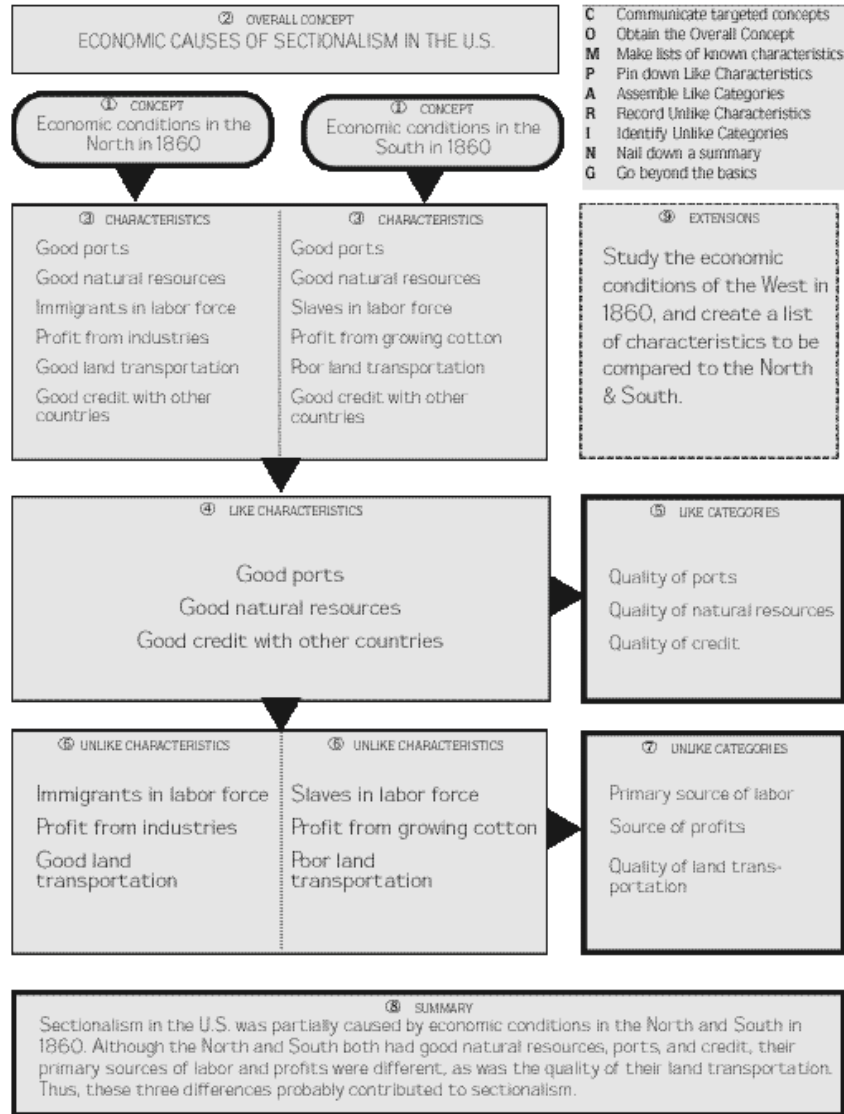 ② OVERALL CONCEPT
ECONOMIC CAUSES OF SECTIONALISM IN THE U.S.
C Communicate targeted concepts
O Obtain the Overall Concept
M Make lists of known characteristics
P Pin down Like Characteristics
A Assemble Like Categories
R Record Unlike Characteristics
I Identify Unlike Categories
N Nail down a summary
G Go beyond the basics
① CONCEPT
Economic conditions in the
North in 1860
① CONCEPT
Economic conditions in the
South in 1860
③ CHARACTERISTICS
Good ports
Good natural resources
Immigrants in labor force
Profit from industries
Good land transportation
Good credit with other
countries
③ CHARACTERISTICS
Good ports
Good natural resources
Slaves in labor force
Profit from growing cotton
Poor land transportation
Good credit with other
countries
⑨ EXTENSIONS
Study the economic
conditions of the West in
1860, and create a list
of characteristics to be
compared to the North
& South.
④ LIKE CHARACTERISTICS
Good ports
Good natural resources
Good credit with other countries
⑤ LIKE CATEGORIES
Quality of ports
Quality of natural resources
Quality of credit
⑥ UNLIKE CHARACTERISTICS
Immigrants in labor force
Profit from industries
Good land
transportation
⑥ UNLIKE CHARACTERISTICS
Slaves in labor force
Profit from growing cotton
Poor land
transportation
⑦ UNLIKE CATEGORIES
Primary source of labor
Source of profits
Quality of land trans-
portation
⑧ SUMMARY
Sectionalism in the U.S. was partially caused by economic conditions in the North and South in
1860. Although the North and South both had good natural resources, ports, and credit, their
primary sources of labor and profits were different, as was the quality of their land transportation.
Thus, these three differences probably contributed to sectionalism.